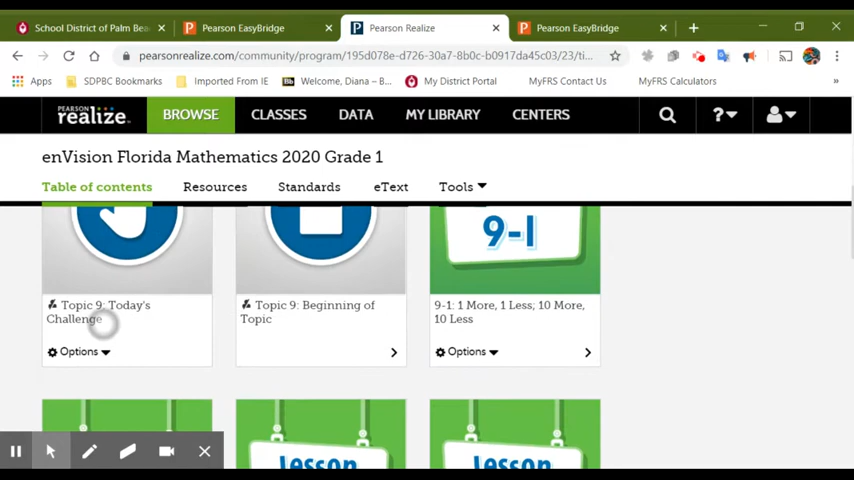 School District of Palm Bea
Pearson EasyBridge
Pearson Realize
Pearson EasyBridge
pearsonrealize.com/community/program/195d078e-d726-30a7-8b0c-b0917da45c03/23/ti...
Apps
SDPBC Bookmarks
Imported From IE
Bb Welcome, Diana – B...
My District Portal
MyFRS Contact Us
MyFRS Calculators
»
PEARSON
realize™
BROWSE
CLASSES
DATA
MY LIBRARY
CENTERS
?
enVision Florida Mathematics 2020 Grade 1
Table of contents
Resources
Standards
eText
Tools
9-1
Topic 9: Today's
Challenge
Options
Topic 9: Beginning of
Topic
9-1: 1 More, 1 Less; 10 More,
10 Less
Options
Lesson
Lesson